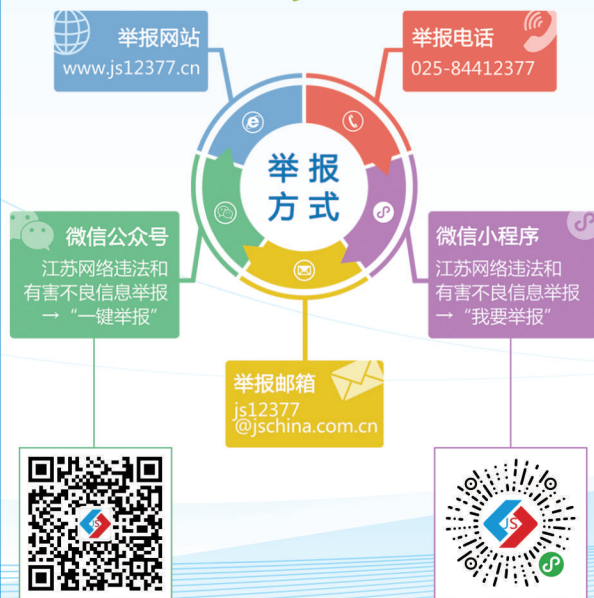 举报网站
www.js12377.cn
举报电话
025-84412377
举报
方式
微信公众号
江苏网络违法和
有害不良信息举报
→ “一键举报”
微信小程序
江苏网络违法和
有害不良信息举报
→ “我要举报”
举报邮箱
js12377
@jschina.com.cn
JS
JS